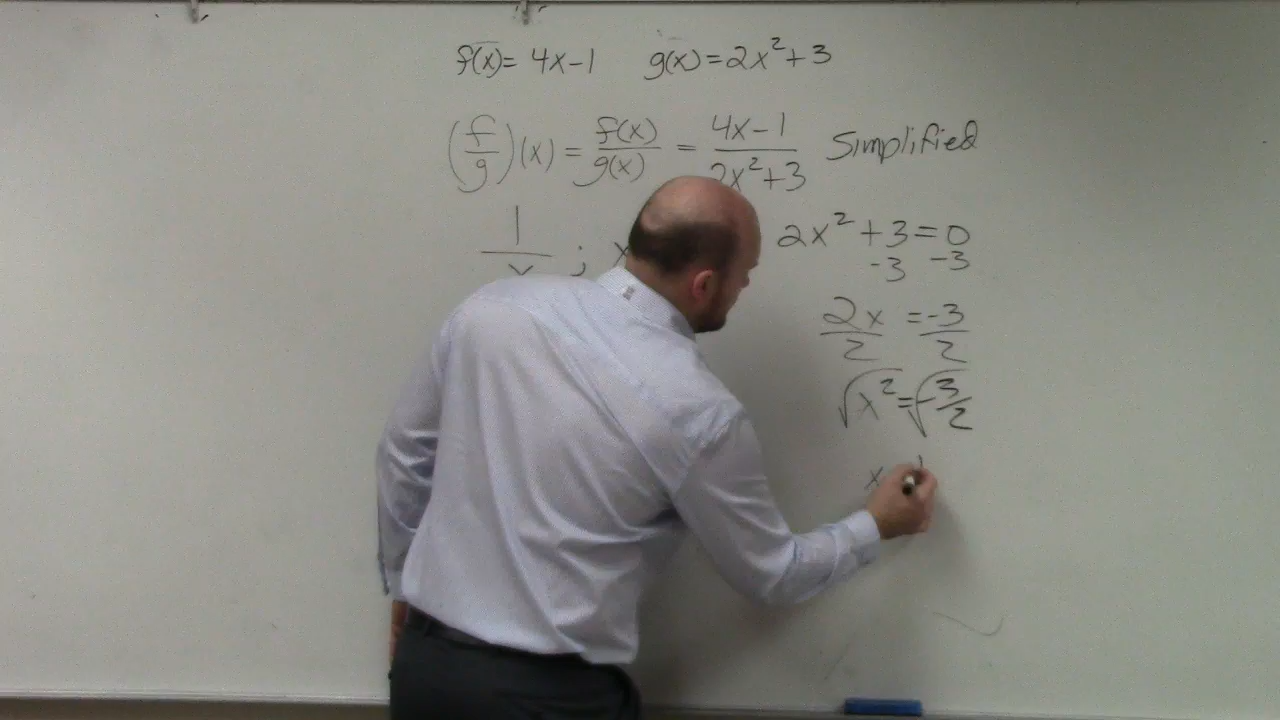 f(x)= 4x-1   g(x)=2x²+3
(f/g)(x) = f(x)/g(x) = 4x-1/2x²+3 Simplified
1/x ; x
2x²+3=0
-3 -3
2x/2 =-3/2
√x²=√-3/2
x